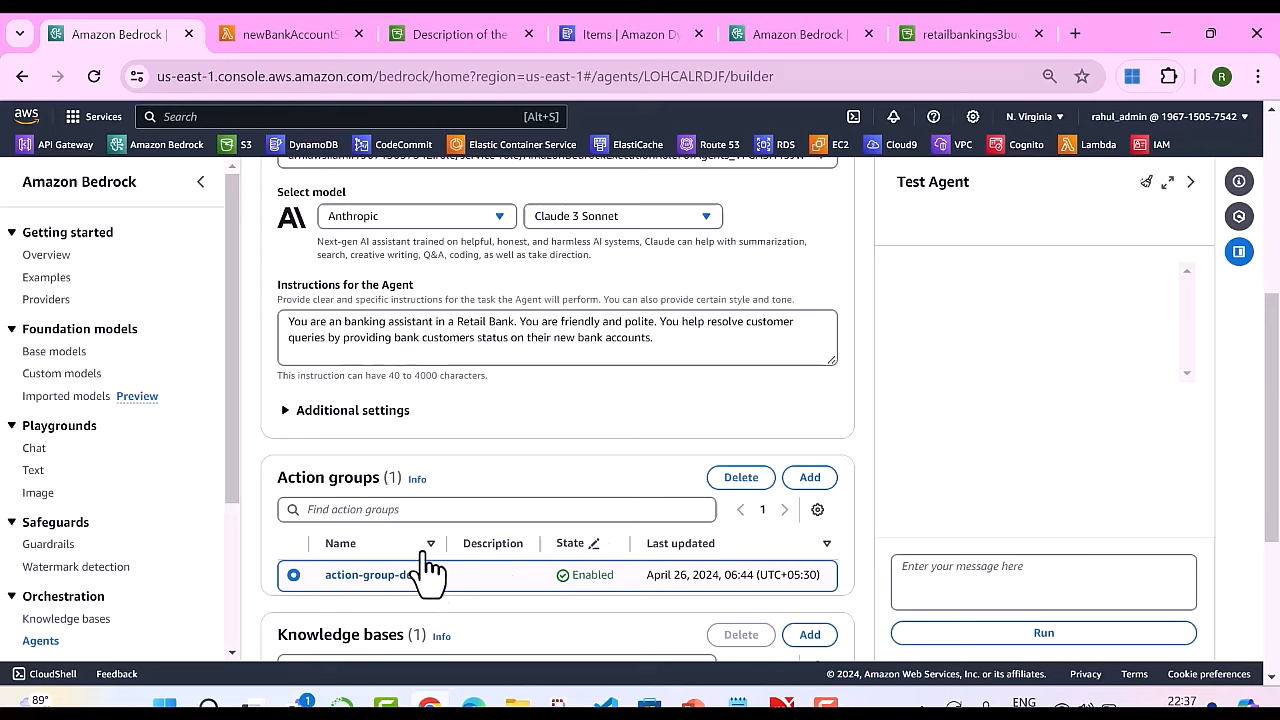 Amazon Bedrock |
newBankAccountS
Description of the
Items | Amazon Dy
Amazon Bedrock |
retailbankings3bu
us-east-1.console.aws.amazon.com/bedrock/home?region=us-east-1#/agents/LOHCALRDJF/builder
R
aws
Services
Search
[Alt+S]
N. Virginia
rahul_admin @ 1967-1505-7542
API Gateway
Amazon Bedrock
S3
DynamoDB
CodeCommit
Elastic Container Service
ElastiCache
Route 53
RDS
EC2
Cloud9
VPC
Cognito
Lambda
IAM
Amazon Bedrock
Getting started
Overview
Examples
Providers
Foundation models
Base models
Custom models
Imported models Preview
Playgrounds
Chat
Text
Image
Safeguards
Guardrails
Watermark detection
Orchestration
Knowledge bases
Agents
Select model
Anthropic
Claude 3 Sonnet
Next-gen AI assistant trained on helpful, honest, and harmless AI systems, Claude can help with summarization,
search, creative writing, Q&A, coding, as well as take direction.
Instructions for the Agent
Provide clear and specific instructions for the task the Agent will perform. You can also provide certain style and tone.
You are an banking assistant in a Retail Bank. You are friendly and polite. You help resolve customer
queries by providing bank customers status on their new bank accounts.
This instruction can have 40 to 4000 characters.
Additional settings
Action groups (1) Info
Delete
Add
Find action groups
1
Name
Description
State
Last updated
action-group-de
Enabled
April 26, 2024, 06:44 (UTC+05:30)
Knowledge bases (1) Info
Delete
Add
Test Agent
Enter your message here
Run
CloudShell
Feedback
© 2024, Amazon Web Services, Inc. or its affiliates.
Privacy
Terms
Cookie preferences
89°
1
ENG
22:37